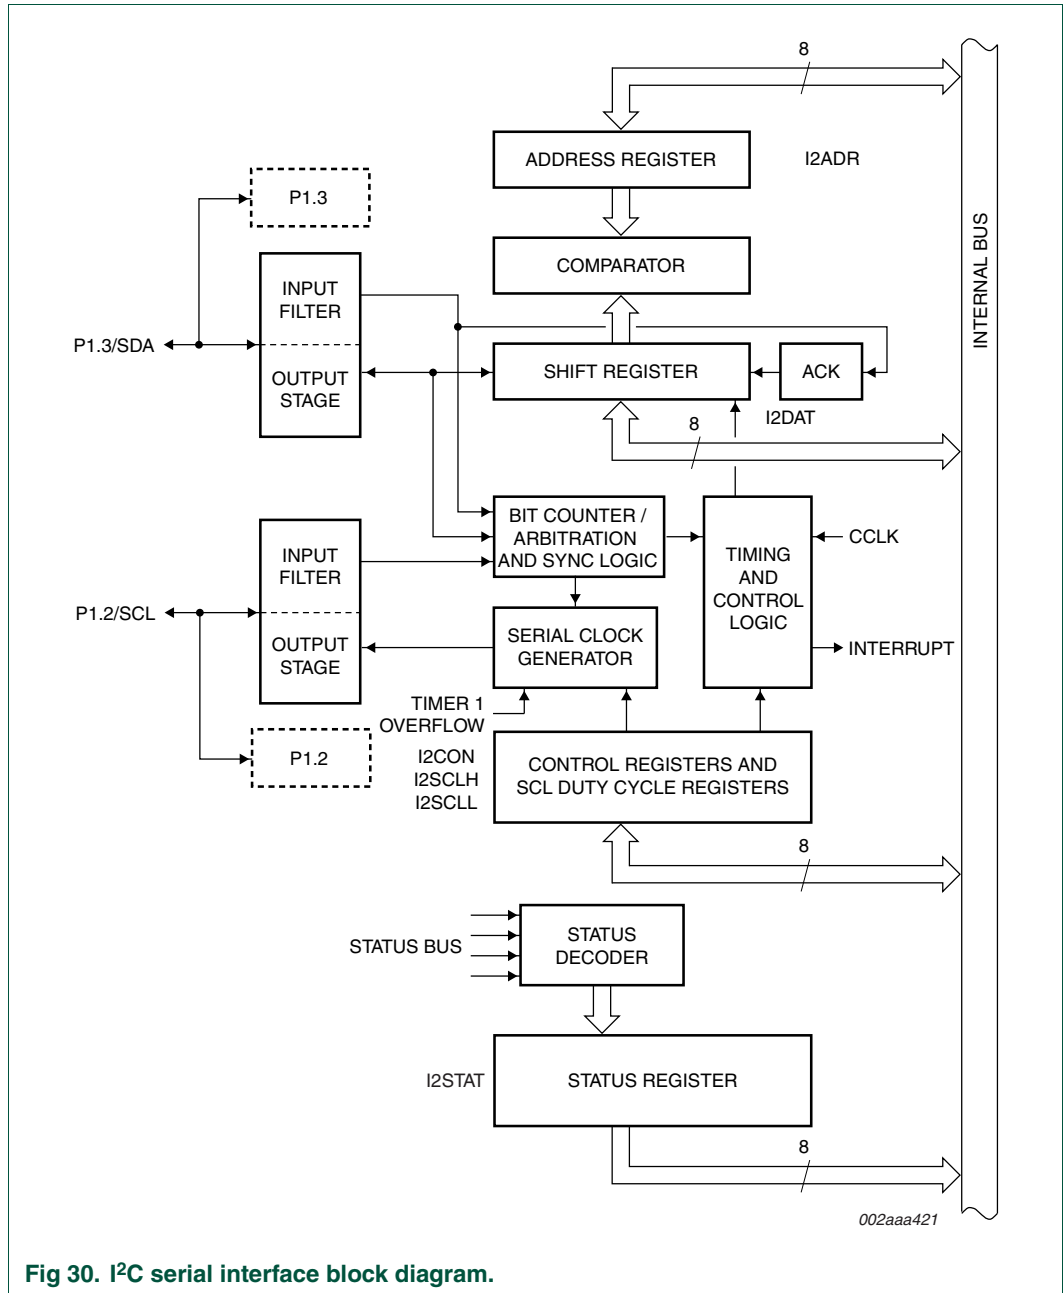 8
ADDRESS REGISTER
I2ADR
P1.3
INTERNAL BUS
COMPARATOR
INPUT
FILTER
P1.3/SDA
OUTPUT
STAGE
SHIFT REGISTER
ACK
I2DAT
8
BIT COUNTER /
ARBITRATION
AND SYNC LOGIC
TIMING
AND
CONTROL
LOGIC
CCLK
INPUT
FILTER
P1.2/SCL
OUTPUT
STAGE
SERIAL CLOCK
GENERATOR
INTERRUPT
TIMER 1
OVERFLOW
P1.2
I2CON
I2SCLH
I2SCLL
CONTROL REGISTERS AND
SCL DUTY CYCLE REGISTERS
8
STATUS BUS
STATUS
DECODER
I2STAT
STATUS REGISTER
8
002aaa421
Fig 30. I²C serial interface block diagram.